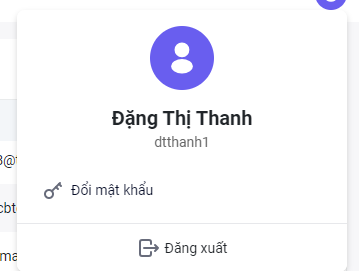 Đặng Thị Thanh
dtthanh1
Đổi mật khẩu
Đăng xuất